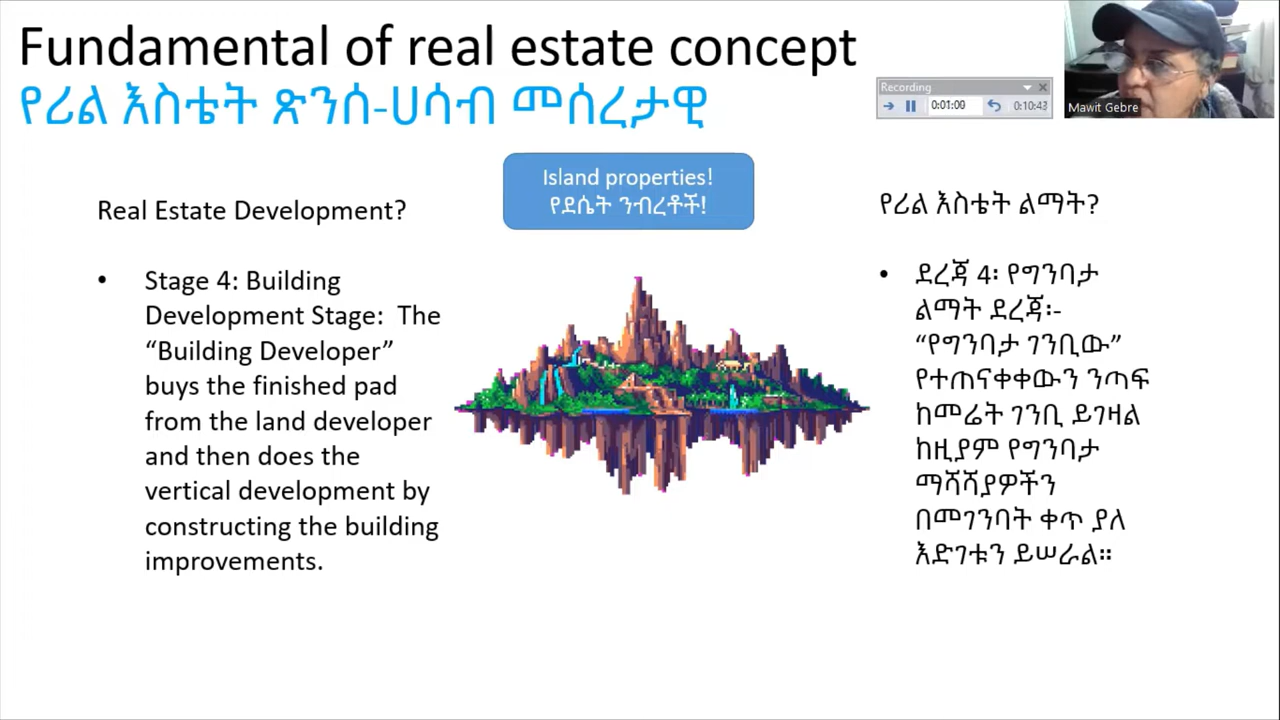 Fundamental of real estate concept
የሪል እስቴት ጽንሰ-ሀሳብ መሰረታዊ
Recording
0:01:00
0:10:43
Mawit Gebre
Island properties!
የደሴት ንብረቶች!
Real Estate Development?
• Stage 4: Building
Development Stage:  The
“Building Developer”
buys the finished pad
from the land developer
and then does the
vertical development by
constructing the building
improvements.
የሪል እስቴት ልማት?
• ደረጃ 4፡ የግንባታ
ልማት ደረጃ፡-
“የግንባታ ገንቢው”
የተጠናቀቀውን ንጣፍ
ከመሬት ገንቢ ይገዛል
ከዚያም የግንባታ
ማሻሻያዎችን
በመገንባት ቀጥ ያለ
እድገቱን ይሠራል።